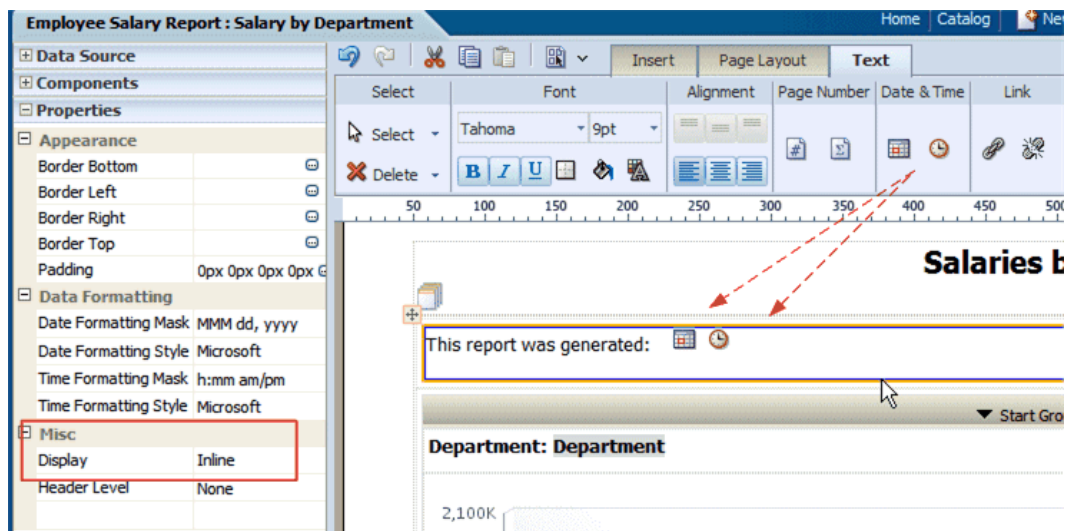 Employee Salary Report : Salary by Department
Home Catalog
Data Source
Components
Properties
Appearance
Border Bottom
Border Left
Border Right
Border Top
Padding 0px 0px 0px 0px
Data Formatting
Date Formatting Mask MMM dd, yyyy
Date Formatting Style Microsoft
Time Formatting Mask h:mm am/pm
Time Formatting Style Microsoft
Misc
Display Inline
Header Level None
Insert Page Layout Text
Select Font Alignment Page Number Date & Time Link
Select Tahoma 9pt
Delete B I U
50 100 150 200 250 300 350 400 450 500
Salaries b
This report was generated:
Start Gro
Department: Department
2,100K